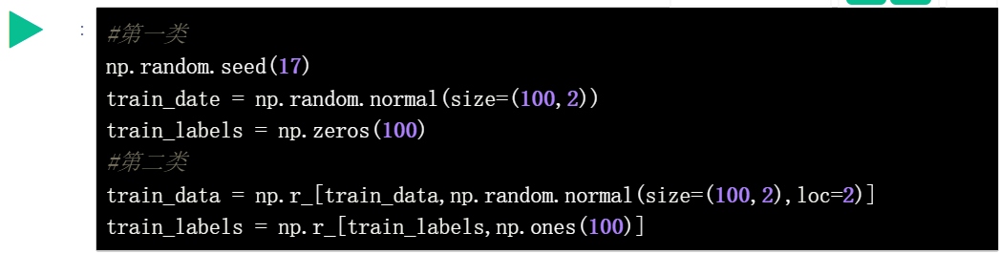 #第一类
np.random.seed(17)
train_date = np.random.normal(size=(100,2))
train_labels = np.zeros(100)
#第二类
train_data = np.r_[train_data,np.random.normal(size=(100,2),loc=2)]
train_labels = np.r_[train_labels,np.ones(100)]